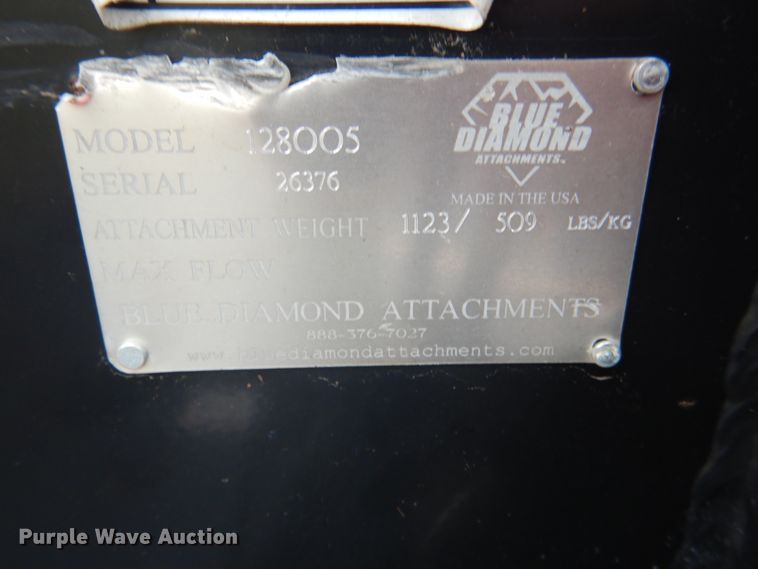 MODEL 128005
BLUE DIAMOND
ATTACHMENTS
SERIAL 26376
MADE IN THE USA
ATTACHMENT WEIGHT 1123/ 509 LBS/KG
MAX FLOW
BLUE DIAMOND ATTACHMENTS
888-376-7027
www.bluediamondattachments.com
Purple Wave Auction